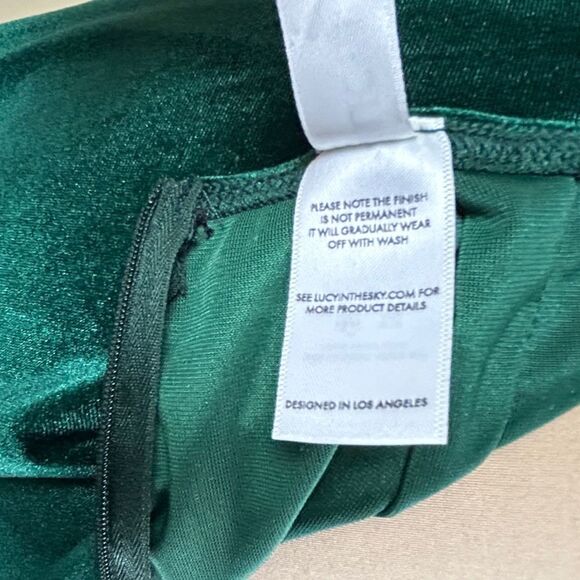 PLEASE NOTE THE FINISH
IS NOT PERMANENT
IT WILL GRADUALLY WEAR
OFF WITH WASH
SEE LUCYINTHESKY.COM FOR
MORE PRODUCT DETAILS
DESIGNED IN LOS ANGELES